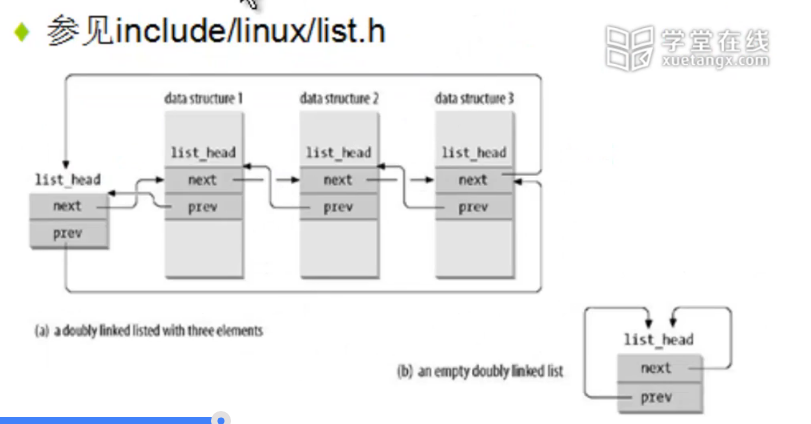 参见include/linux/list.h
学堂在线
xuetangx.com
data structure 1
data structure 2
data structure 3
list_head
list_head
list_head
list_head
next
next
next
next
prev
prev
prev
prev
(a) a doubly linked listed with three elements
list_head
(b) an empty doubly linked list
next
prev